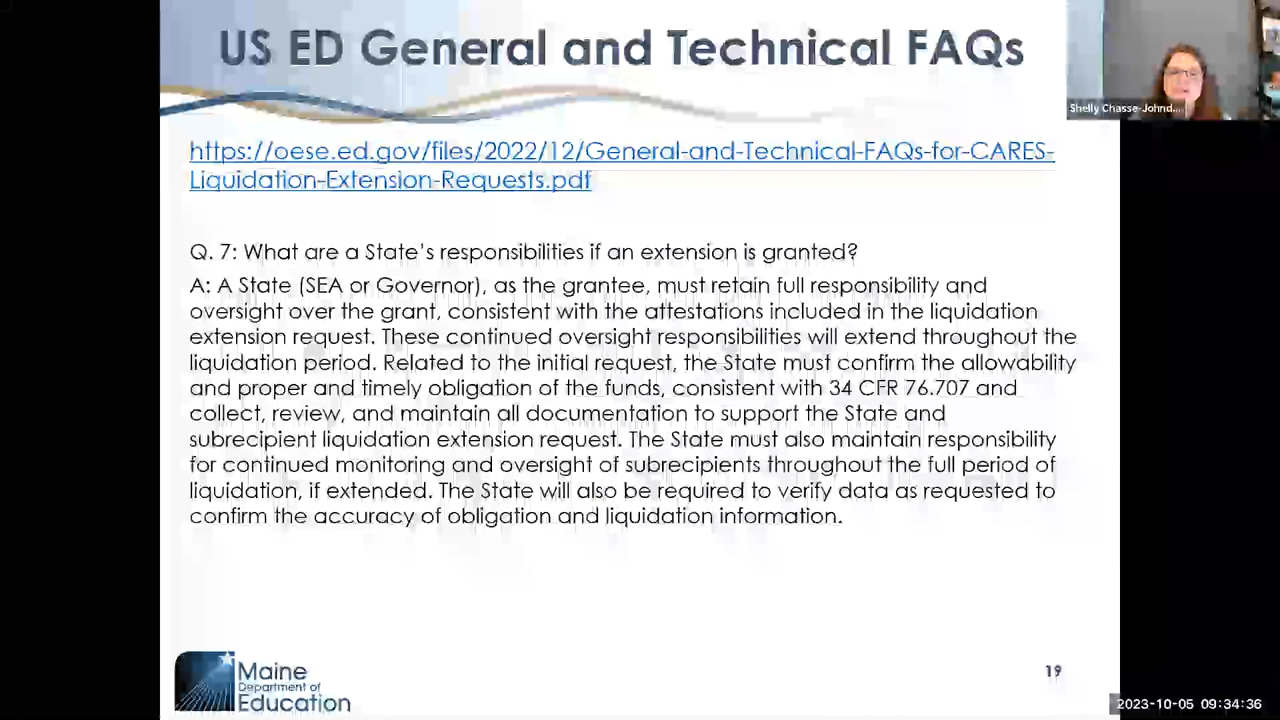 US ED General and Technical FAQs
Shelly Chasse-Johnd...
https://oese.ed.gov/files/2022/12/General-and-Technical-FAQs-for-CARES-
Liquidation-Extension-Requests.pdf
Q. 7: What are a State's responsibilities if an extension is granted?
A: A State (SEA or Governor), as the grantee, must retain full responsibility and
oversight over the grant, consistent with the attestations included in the liquidation
extension request. These continued oversight responsibilities will extend throughout the
liquidation period. Related to the initial request, the State must confirm the allowability
and proper and timely obligation of the funds, consistent with 34 CFR 76.707 and
collect, review, and maintain all documentation to support the State and
subrecipient liquidation extension request. The State must also maintain responsibility
for continued monitoring and oversight of subrecipients throughout the full period of
liquidation, if extended. The State will also be required to verify data as requested to
confirm the accuracy of obligation and liquidation information.
Maine
Department of
Education
19
2023-10-05 09:34:36